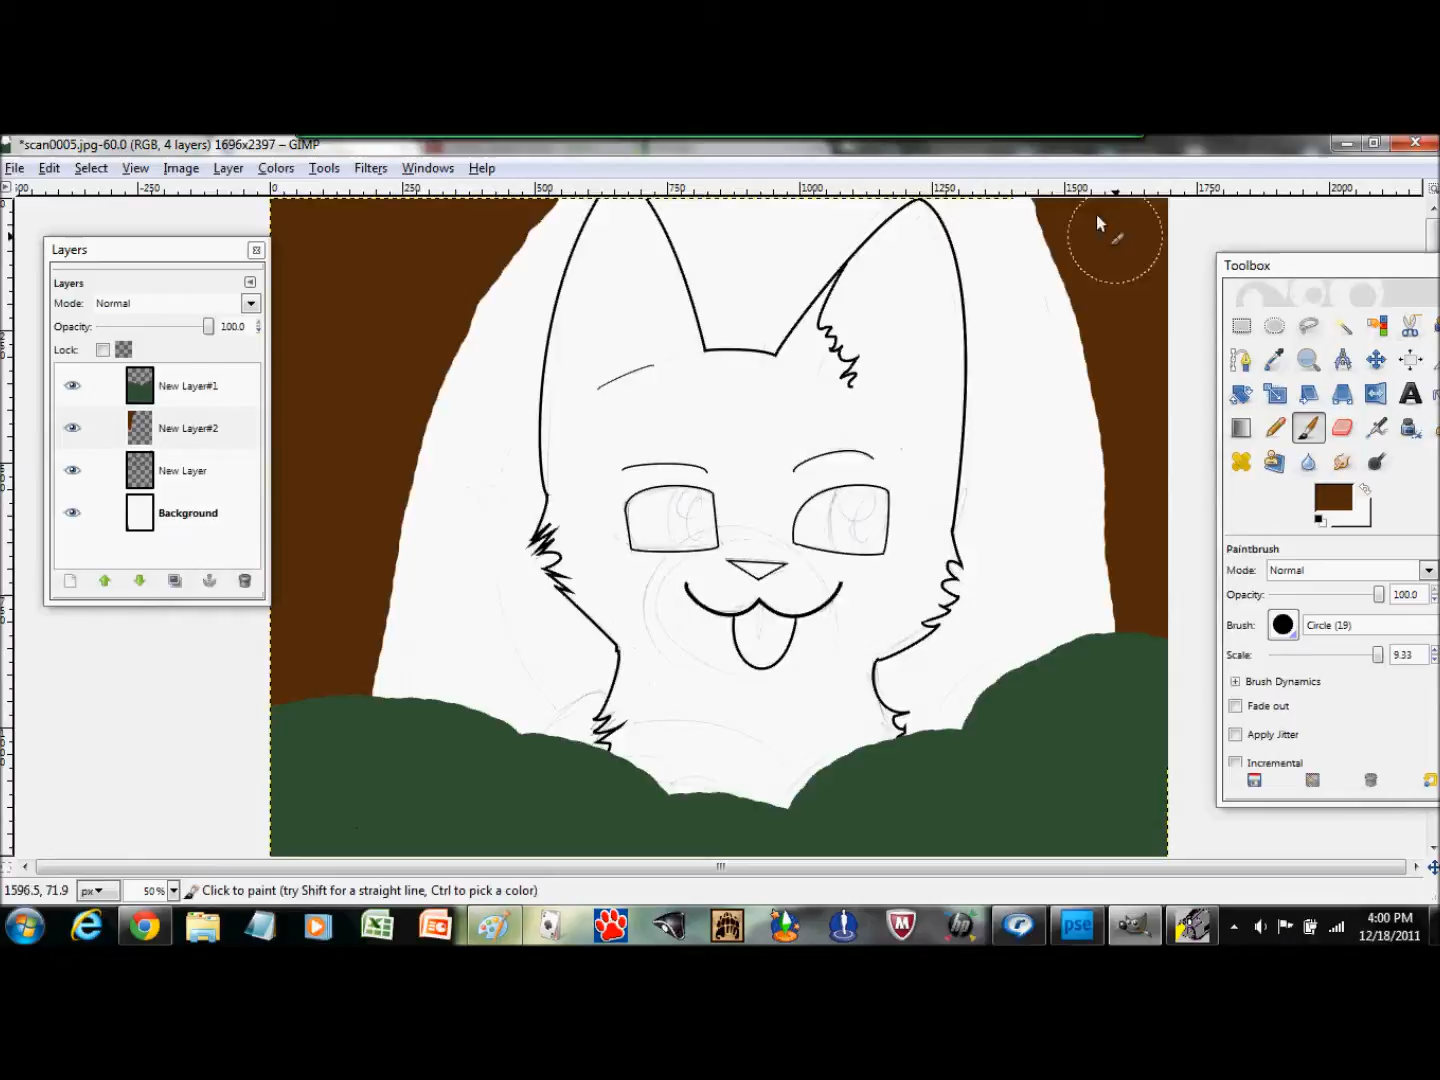 *scan0005.jpg-60.0 (RGB, 4 layers) 1696x2397 – GIMP
File Edit Select View Image Layer Colors Tools Filters Windows Help
-250 0 250 500 750 1000 1250 1500 1750 2000
Layers
Layers
Mode: Normal
Opacity: 100.0
Lock:
New Layer#1
New Layer#2
New Layer
Background
Toolbox
Paintbrush
Mode: Normal
Opacity: 100.0
Brush: Circle (19)
Scale: 9.33
Brush Dynamics
Fade out
Apply Jitter
Incremental
1596.5, 71.9 px 50% Click to paint (try Shift for a straight line, Ctrl to pick a color)
pse
4:00 PM
12/18/2011